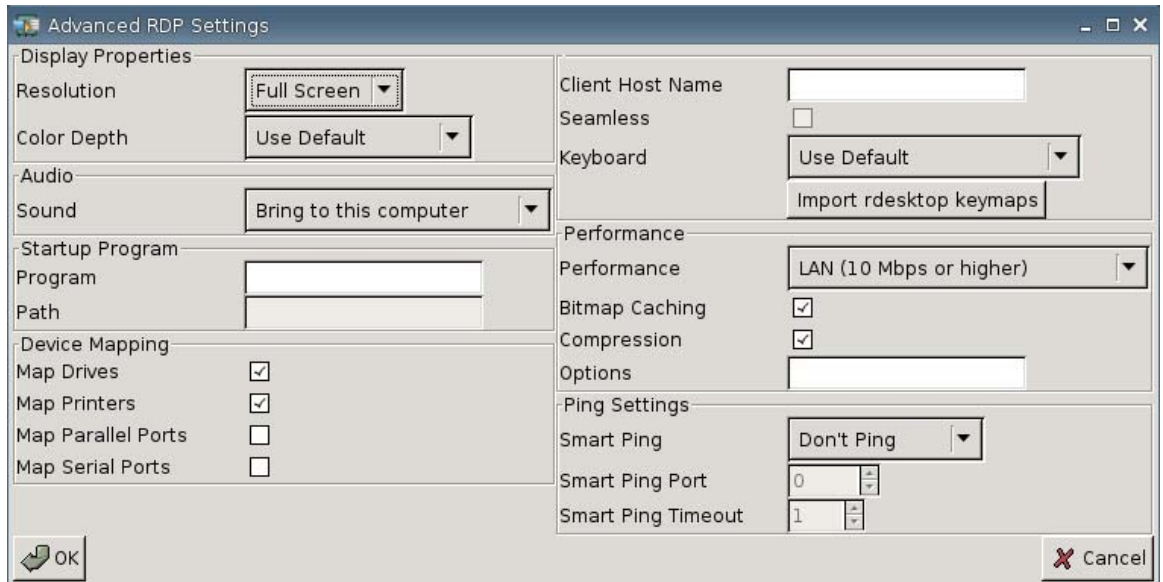 Advanced RDP Settings
Display Properties
Resolution
Full Screen
Color Depth
Use Default
Audio
Sound
Bring to this computer
Startup Program
Program
Path
Device Mapping
Map Drives
Map Printers
Map Parallel Ports
Map Serial Ports
Client Host Name
Seamless
Keyboard
Use Default
Import rdesktop keymaps
Performance
Performance
LAN (10 Mbps or higher)
Bitmap Caching
Compression
Options
Ping Settings
Smart Ping
Don't Ping
Smart Ping Port
0
Smart Ping Timeout
1
OK
Cancel